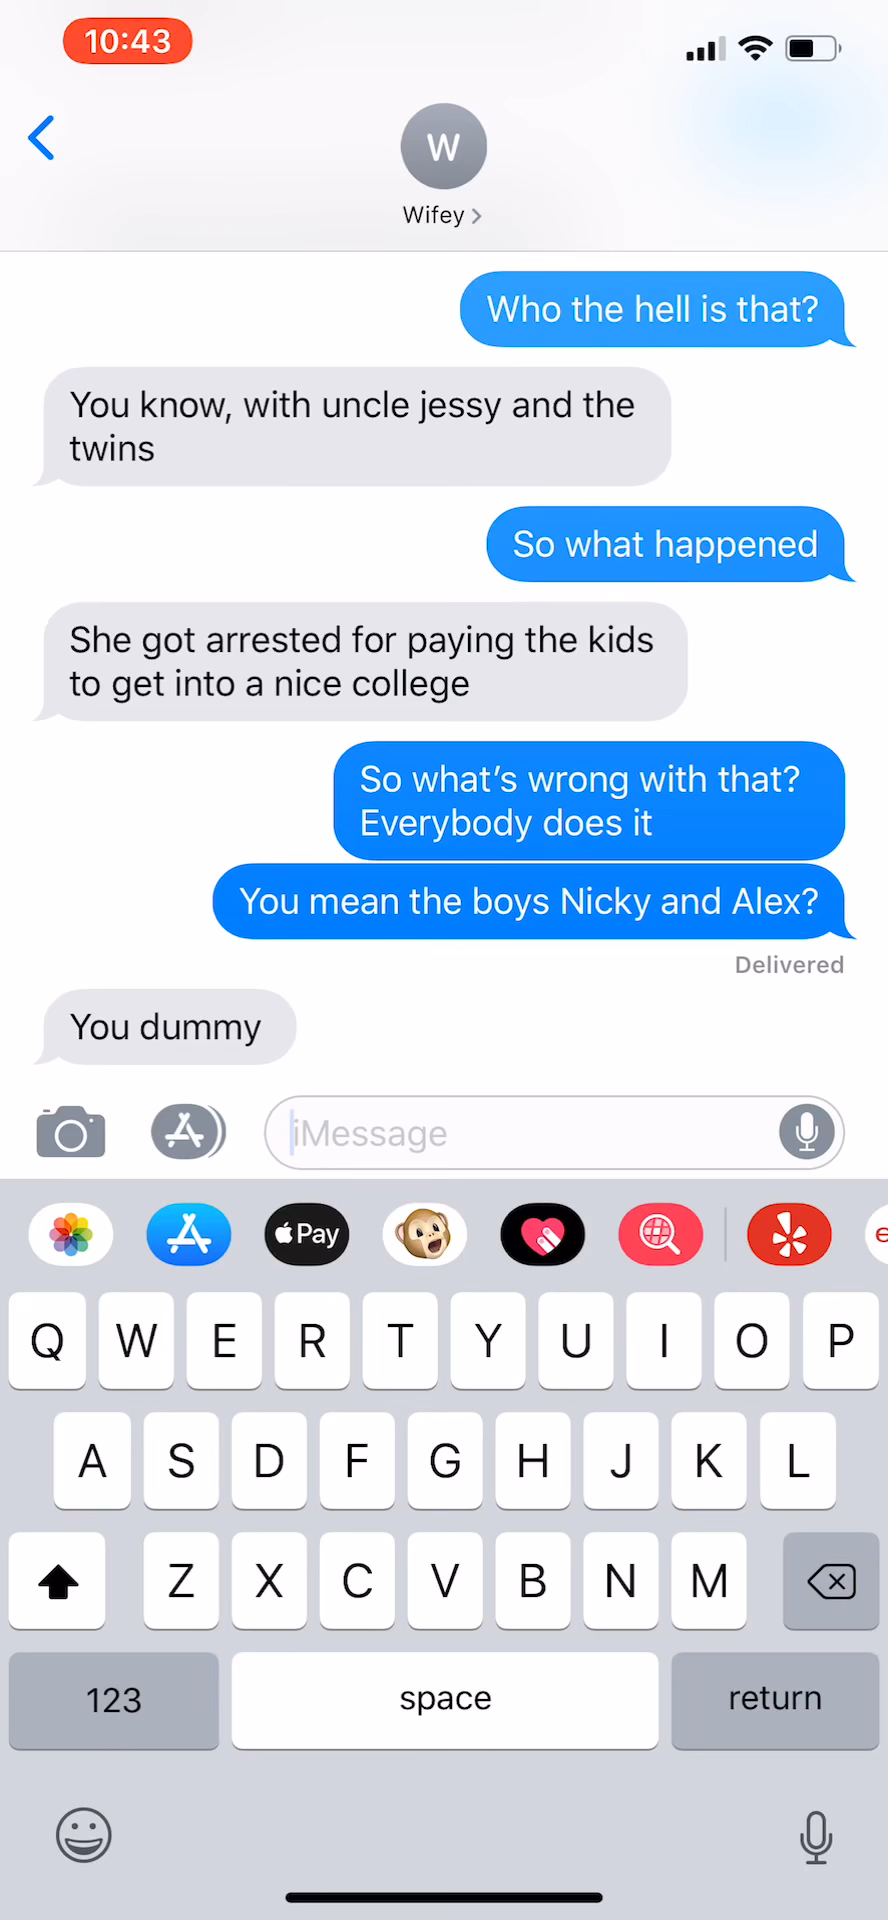 10:43
W
Wifey
Who the hell is that?
You know, with uncle jessy and the
twins
So what happened
She got arrested for paying the kids
to get into a nice college
So what's wrong with that?
Everybody does it
You mean the boys Nicky and Alex?
Delivered
You dummy
iMessage
Pay
e
Q W E R T Y U I O P
A S D F G H J K L
Z X C V B N M
123 space return